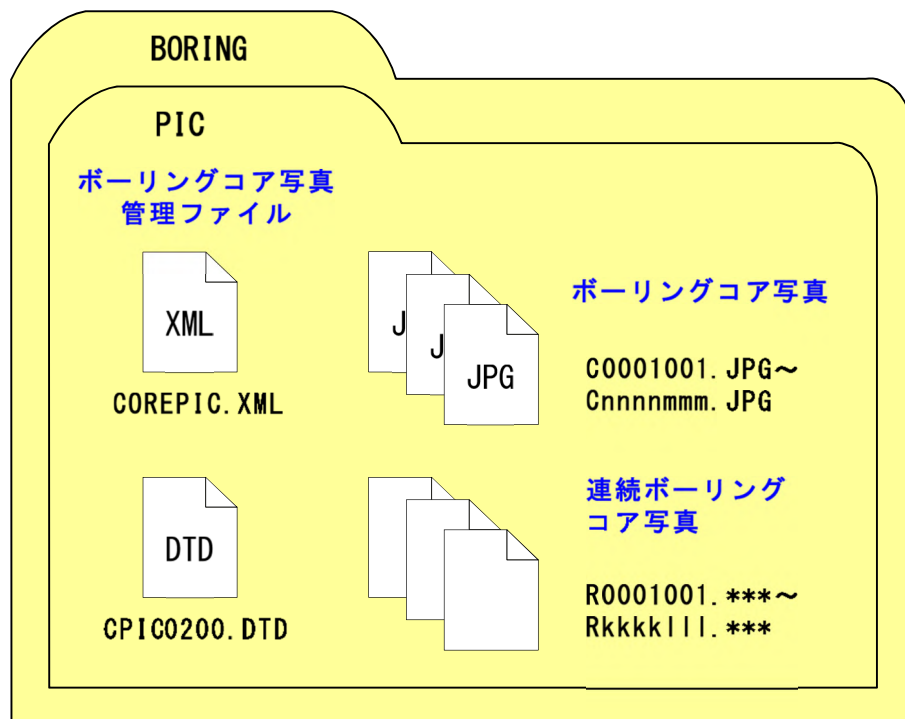 BORING
PIC
ボーリングコア写真
管理ファイル
XML
COREPIC.XML
J
J
JPG
ボーリングコア写真
C0001001.JPG～
Cnnnnmmm.JPG
DTD
CPIC0200.DTD
連続ボーリング
コア写真
R0001001.***～
Rkkkklll.***